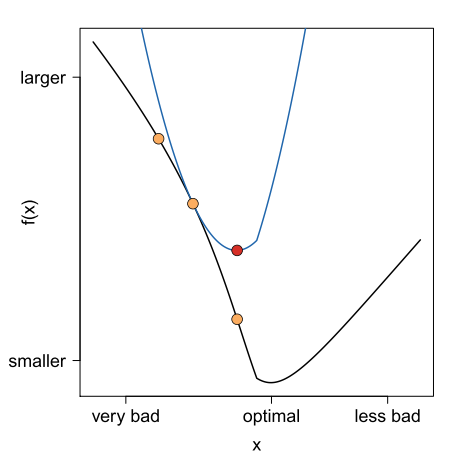 larger
f(x)
smaller
very bad optimal less bad
x